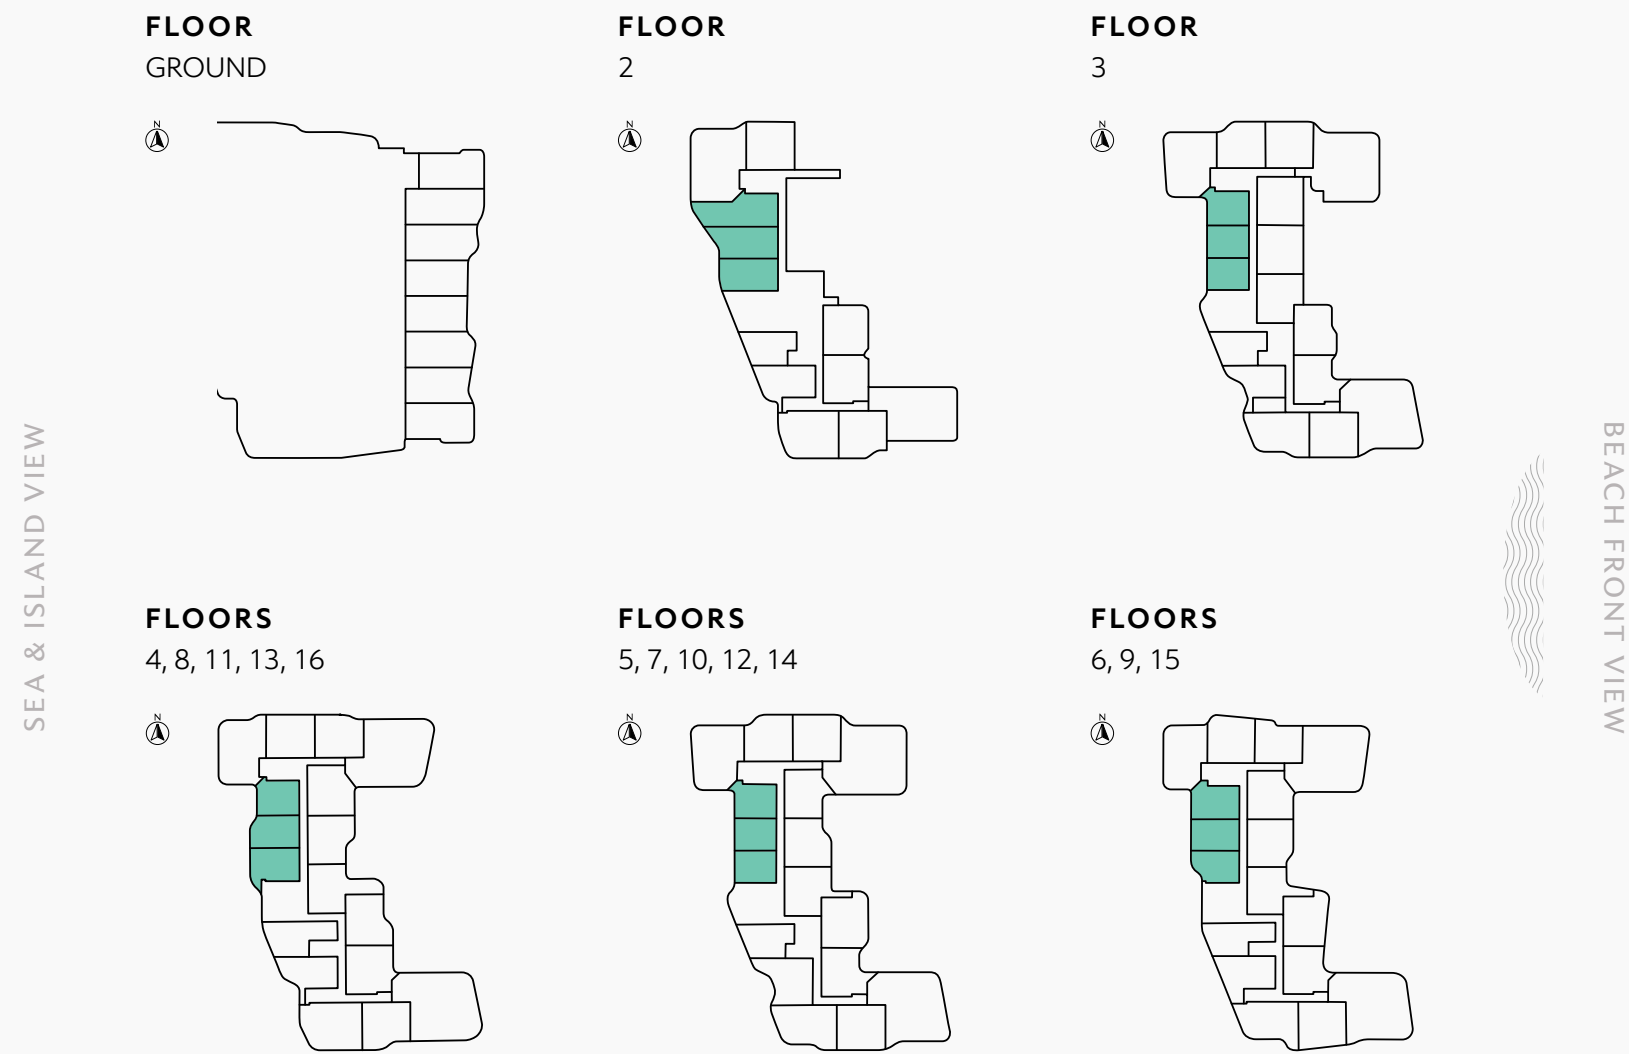 FLOOR
GROUND
FLOOR
2
FLOOR
3
N
N
N
SEA & ISLAND VIEW
BEACH FRONT VIEW
FLOORS
4, 8, 11, 13, 16
FLOORS
5, 7, 10, 12, 14
FLOORS
6, 9, 15
N
N
N